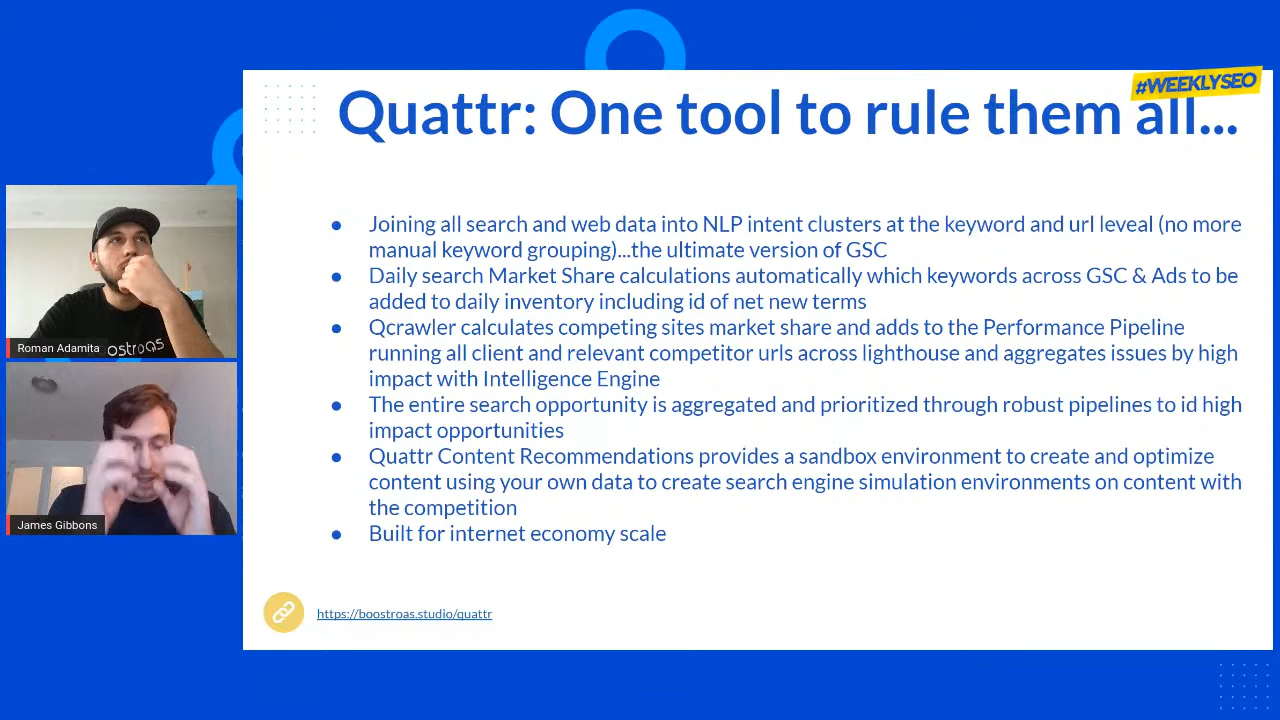 #WEEKLYSEO
Quattr: One tool to rule them all...
● Joining all search and web data into NLP intent clusters at the keyword and url leveal (no more
manual keyword grouping)...the ultimate version of GSC
● Daily search Market Share calculations automatically which keywords across GSC & Ads to be
added to daily inventory including id of net new terms
● Qcrawler calculates competing sites market share and adds to the Performance Pipeline
running all client and relevant competitor urls across lighthouse and aggregates issues by high
impact with Intelligence Engine
● The entire search opportunity is aggregated and prioritized through robust pipelines to id high
impact opportunities
● Quattr Content Recommendations provides a sandbox environment to create and optimize
content using your own data to create search engine simulation environments on content with
the competition
● Built for internet economy scale
https://boostroas.studio/quattr
ostroas
Roman Adamita
James Gibbons